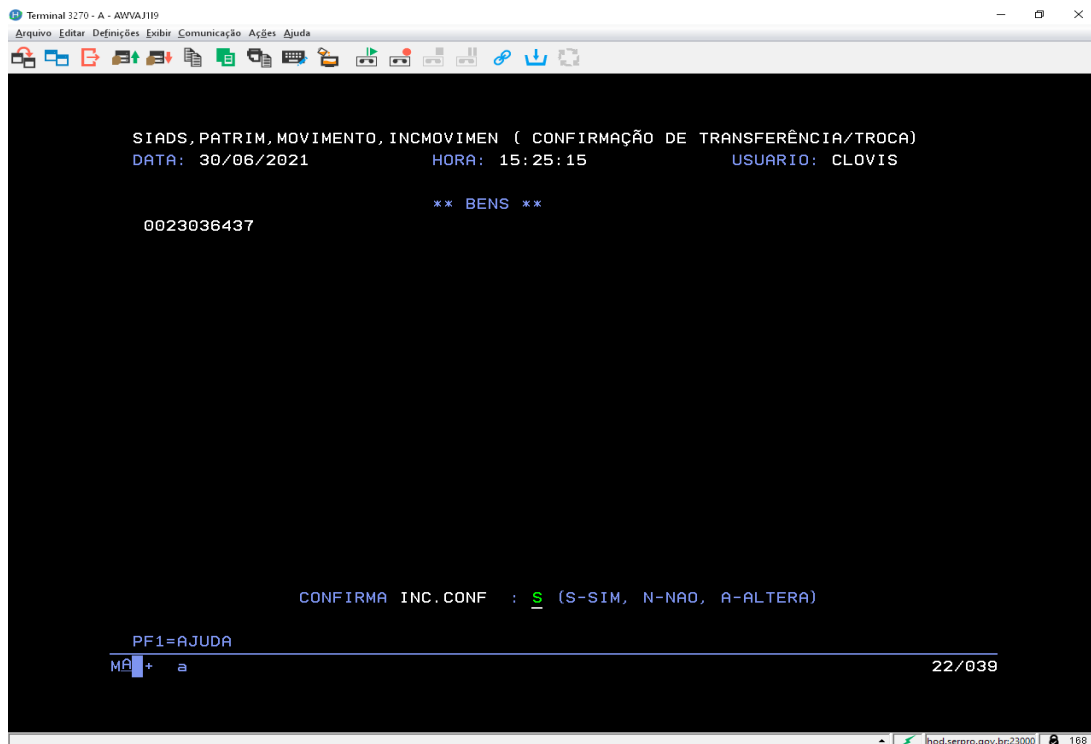 Terminal 3270 - A - AWVAJ1I9
Arquivo Editar Definições Exibir Comunicação Ações Ajuda
SIADS,PATRIM,MOVIMENTO,INCMOVIMEN ( CONFIRMAÇÃO DE TRANSFERÊNCIA/TROCA)
DATA: 30/06/2021 HORA: 15:25:15 USUARIO: CLOVIS
** BENS **
0023036437
CONFIRMA INC.CONF : S (S-SIM, N-NAO, A-ALTERA)
PF1=AJUDA
MA + a 22/039
hod.serpro.gov.br:23000 168